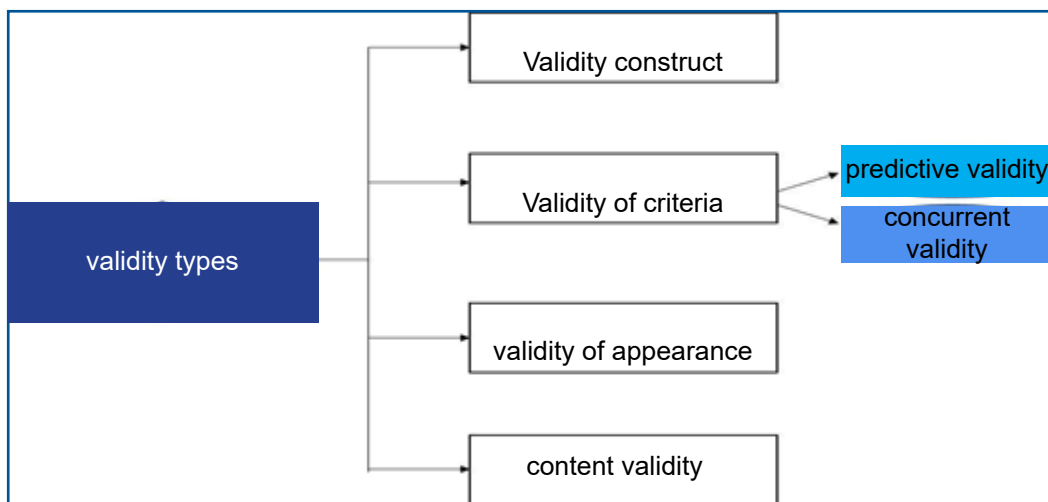 validity types
Validity construct
Validity of criteria
predictive validity
concurrent
validity
validity of appearance
content validity